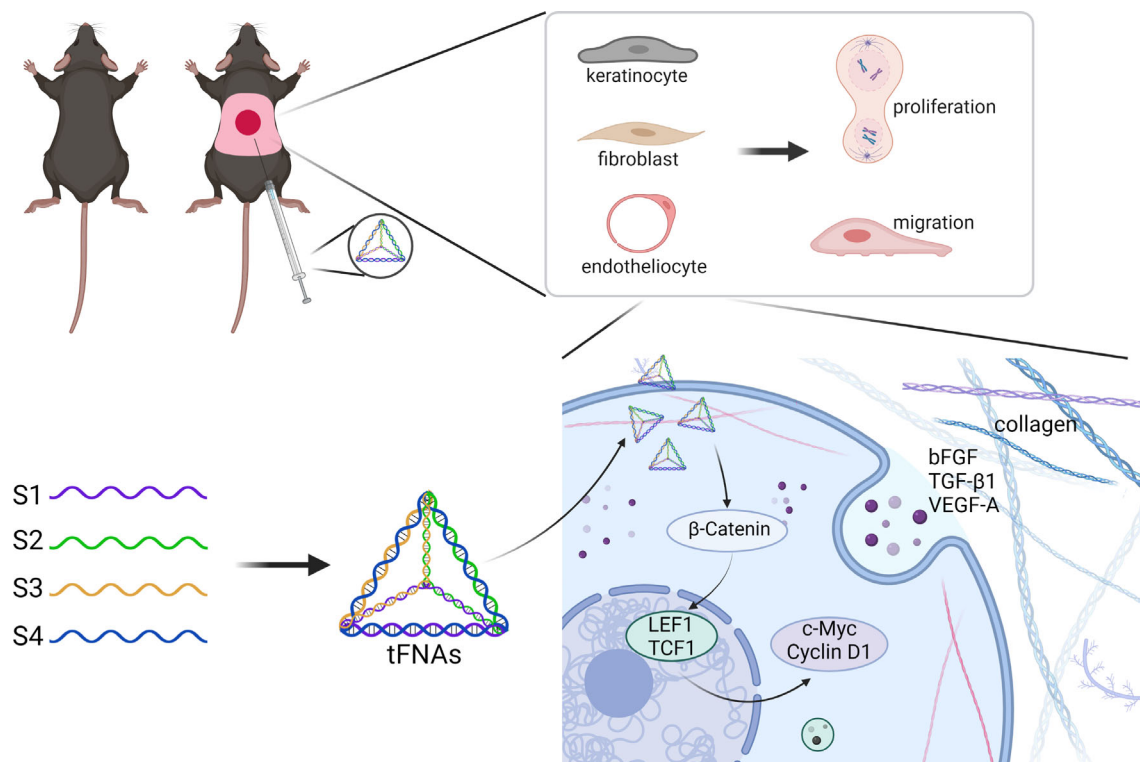 keratinocyte
proliferation
fibroblast
migration
endotheliocyte
collagen
bFGF
TGF-β1
VEGF-A
S1
S2
S3
S4
tFNAs
β-Catenin
LEF1
TCF1
c-Myc
Cyclin D1